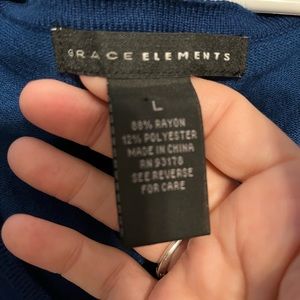 GRACE ELEMENTS
L
88% RAYON
12% POLYESTER
MADE IN CHINA
RN 93178
SEE REVERSE
FOR CARE